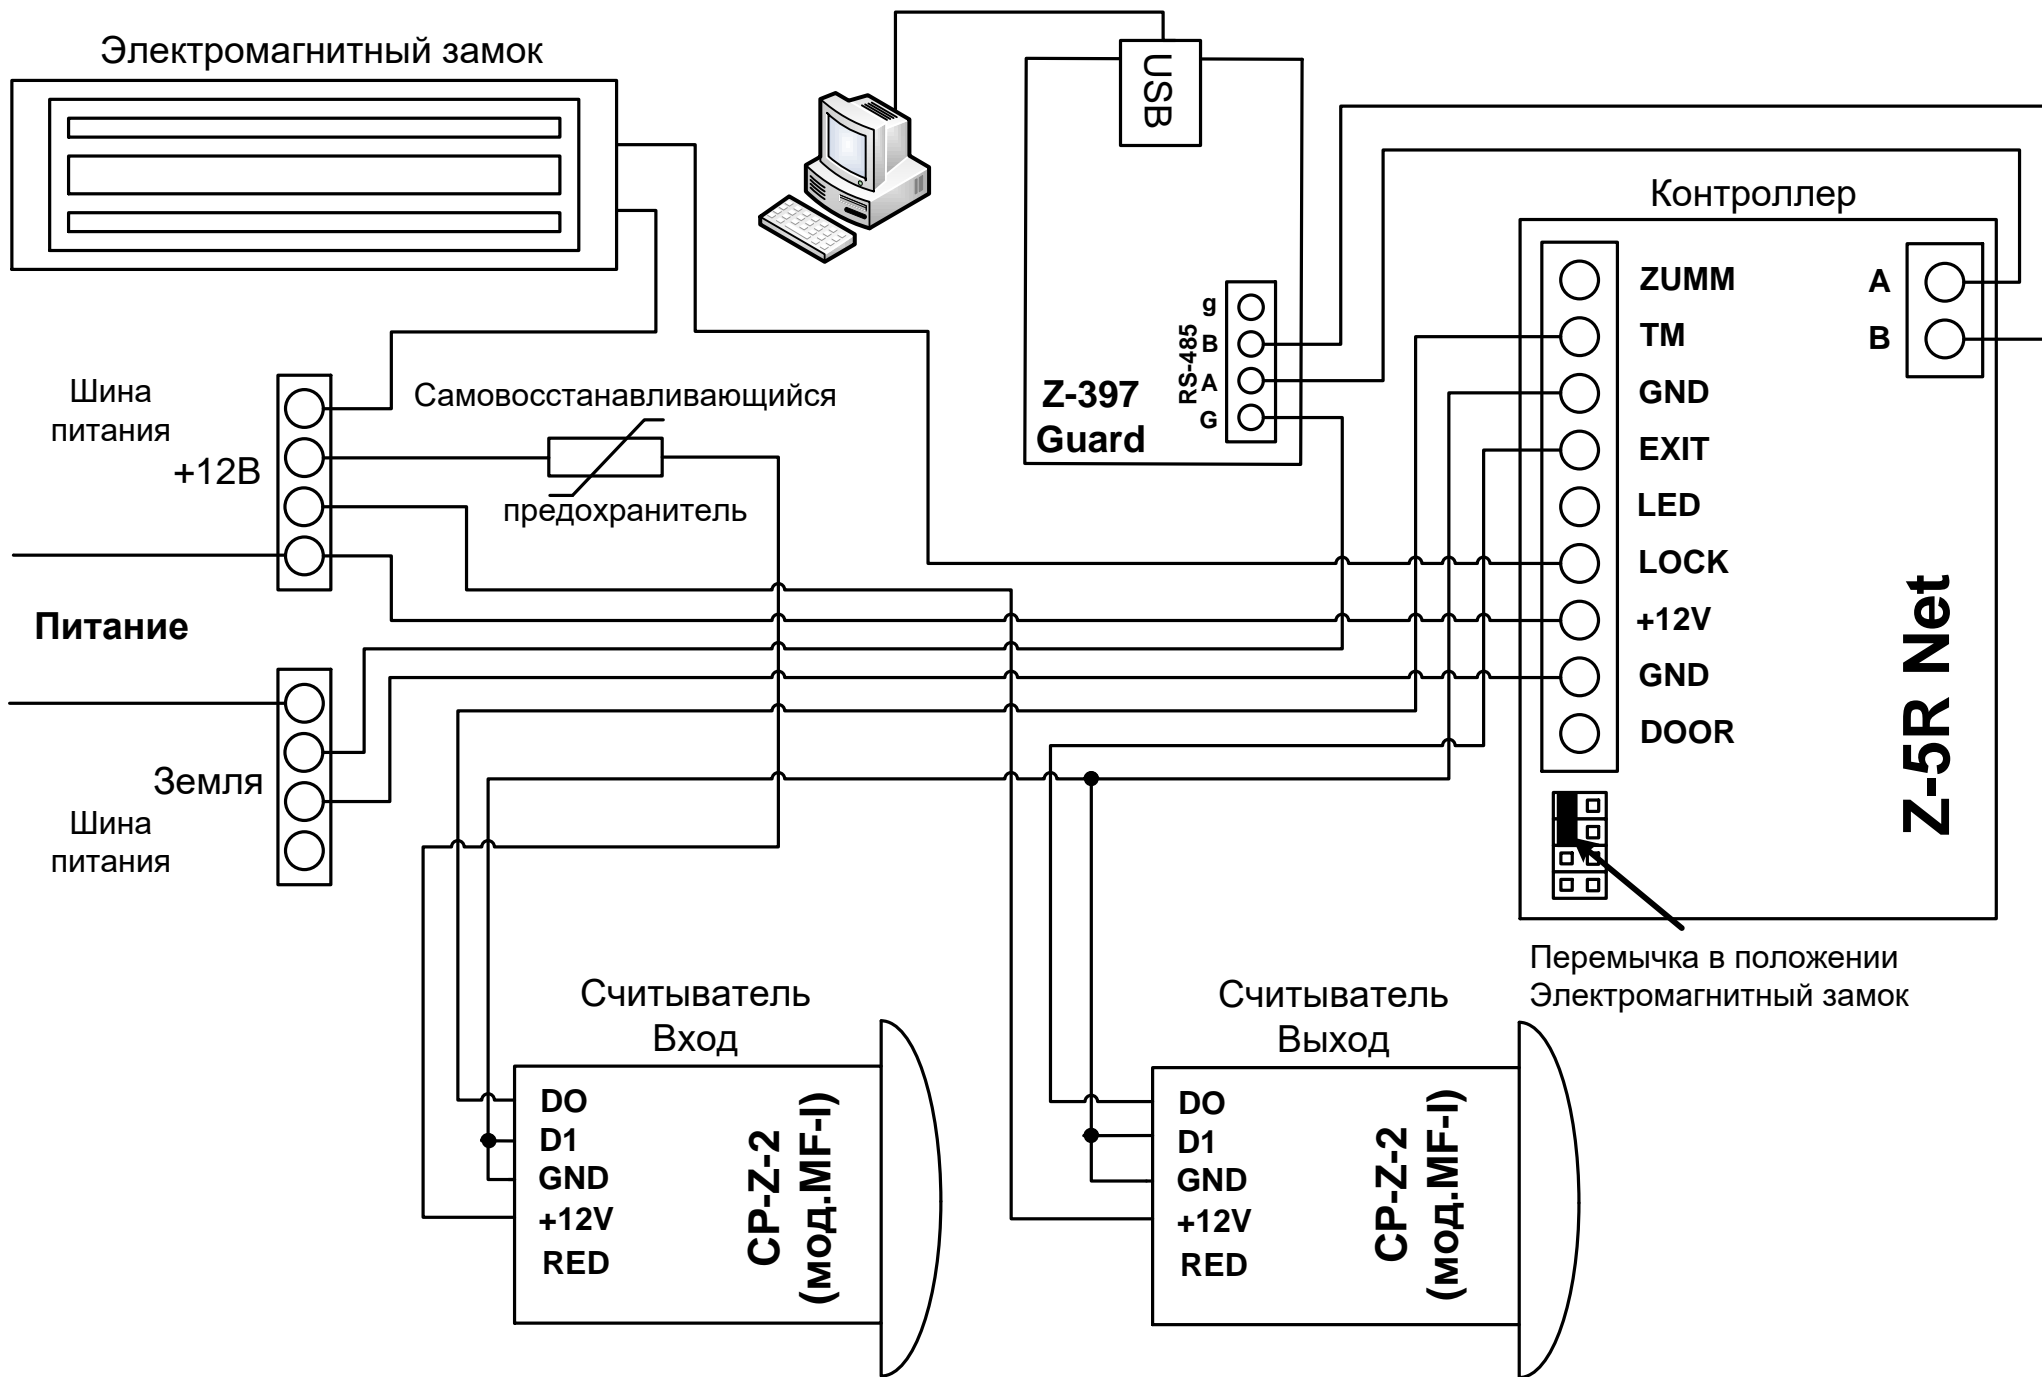 Электромагнитный замок
USB
g
B
A
G
RS-485
Z-397
Guard
Контроллер
ZUMM
TM
GND
EXIT
LED
LOCK
+12V
GND
DOOR
A
B
Z-5R Net
Шина
питания
+12В
Самовосстанавливающийся
предохранитель
Питание
Земля
Шина
питания
Перемычка в положении
Электромагнитный замок
Считыватель
Вход
DO
D1
GND
+12V
RED
CP-Z-2
(мод.MF-I)
Считыватель
Выход
DO
D1
GND
+12V
RED
CP-Z-2
(мод.MF-I)